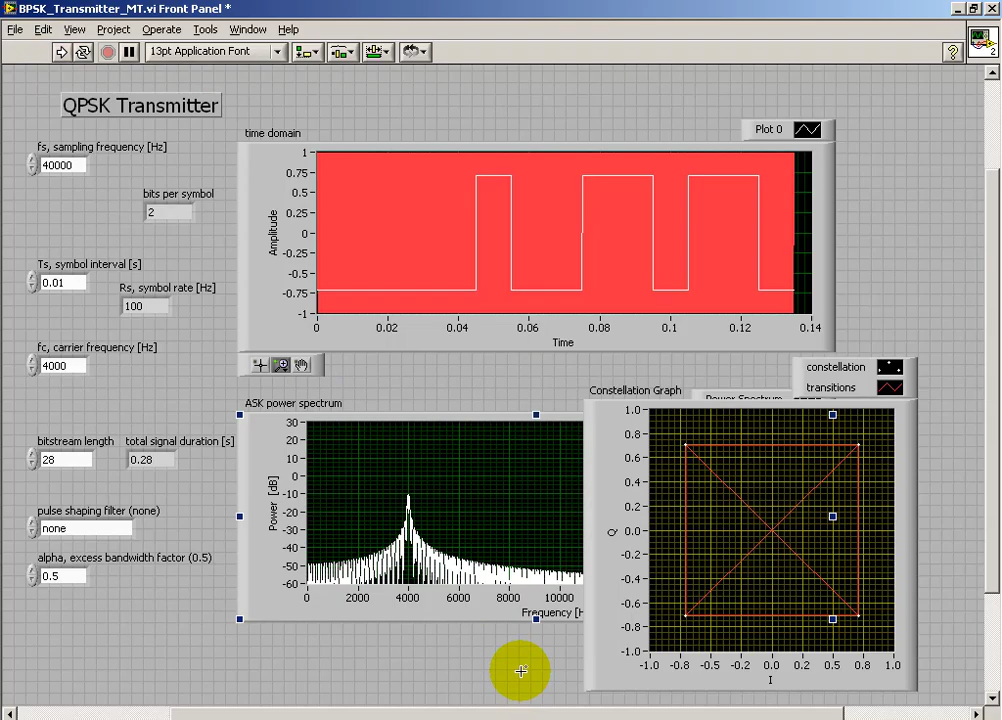 BPSK_Transmitter_MT.vi Front Panel *
File Edit View Project Operate Tools Window Help
13pt Application Font
?
2
QPSK Transmitter
fs, sampling frequency [Hz]
40000
bits per symbol
2
Ts, symbol interval [s]
0.01
Rs, symbol rate [Hz]
100
fc, carrier frequency [Hz]
4000
bitstream length
28
total signal duration [s]
0.28
pulse shaping filter (none)
none
alpha, excess bandwidth factor (0.5)
0.5
time domain
Plot 0
Amplitude
1
0.75
0.5
0.25
0
-0.25
-0.5
-0.75
-1
0 0.02 0.04 0.06 0.08 0.1 0.12 0.14
Time
ASK power spectrum
Power [dB]
30
20
10
0
-10
-20
-30
-40
-50
-60
0 2000 4000 6000 8000 10000
Frequency [H
constellation
transitions
Constellation Graph
Power Spectrum
Q
1.0
0.8
0.6
0.4
0.2
0.0
-0.2
-0.4
-0.6
-0.8
-1.0
-1.0 -0.8 -0.5 -0.2 0.0 0.2 0.5 0.8 1.0
I